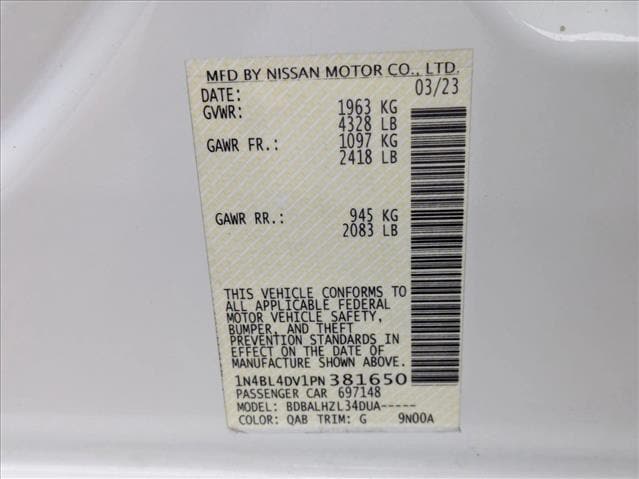 MFD BY NISSAN MOTOR CO., LTD.
DATE: 03/23
GVWR: 1963 KG
4328 LB
GAWR FR.: 1097 KG
2418 LB
GAWR RR.: 945 KG
2083 LB
THIS VEHICLE CONFORMS TO
ALL APPLICABLE FEDERAL
MOTOR VEHICLE SAFETY,
BUMPER, AND THEFT
PREVENTION STANDARDS IN
EFFECT ON THE DATE OF
MANUFACTURE SHOWN ABOVE.
1N4BL4DV1PN381650
PASSENGER CAR 697148
MODEL: BDBALHZL34DUA-----
COLOR: QAB TRIM: G 9N00A